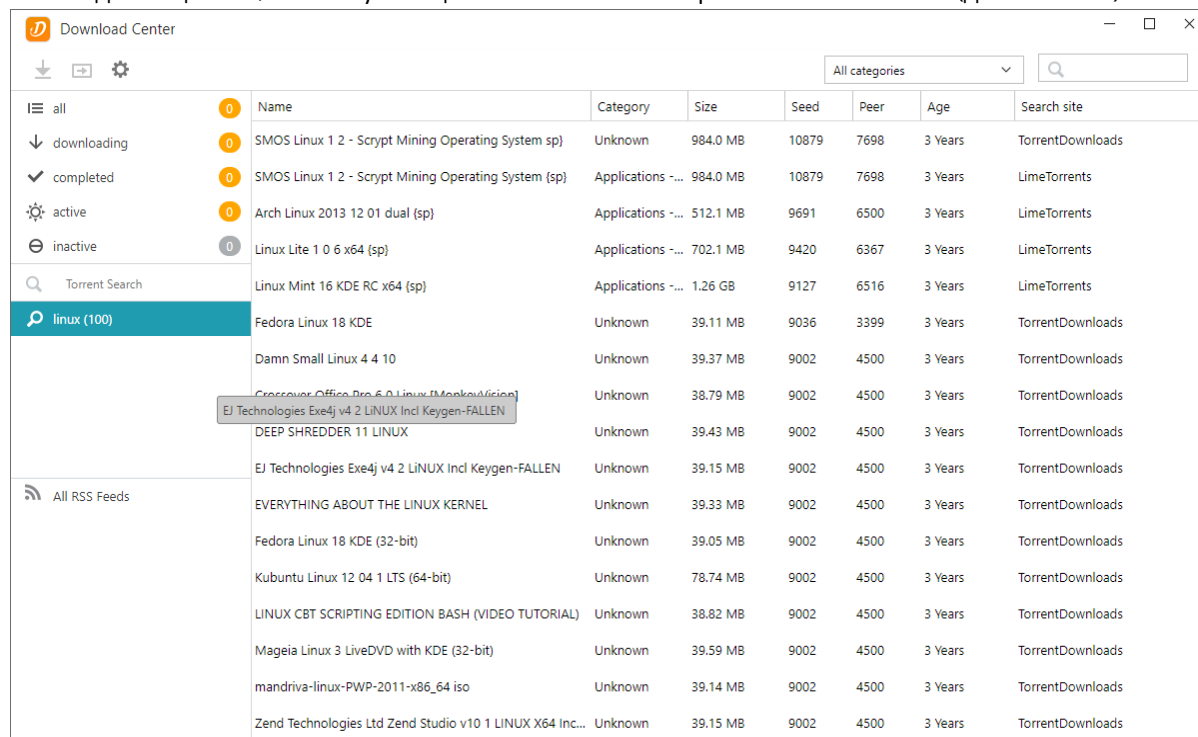 Download Center
All categories
all 0
downloading 0
completed 0
active 0
inactive 0
Torrent Search
linux (100)
All RSS Feeds
Name Category Size Seed Peer Age Search site
SMOS Linux 1 2 - Scrypt Mining Operating System sp} Unknown 984.0 MB 10879 7698 3 Years TorrentDownloads
SMOS Linux 1 2 - Scrypt Mining Operating System {sp} Applications -... 984.0 MB 10879 7698 3 Years LimeTorrents
Arch Linux 2013 12 01 dual {sp} Applications -... 512.1 MB 9691 6500 3 Years LimeTorrents
Linux Lite 1 0 6 x64 {sp} Applications -... 702.1 MB 9420 6367 3 Years LimeTorrents
Linux Mint 16 KDE RC x64 {sp} Applications -... 1.26 GB 9127 6516 3 Years LimeTorrents
Fedora Linux 18 KDE Unknown 39.11 MB 9036 3399 3 Years TorrentDownloads
Damn Small Linux 4 4 10 Unknown 39.37 MB 9002 4500 3 Years TorrentDownloads
Crossover Office Pro 6 0 Linux [MonkeyVision] Unknown 38.79 MB 9002 4500 3 Years TorrentDownloads
EJ Technologies Exe4j v4 2 LiNUX Incl Keygen-FALLEN
DEEP SHREDDER 11 LINUX Unknown 39.43 MB 9002 4500 3 Years TorrentDownloads
EJ Technologies Exe4j v4 2 LiNUX Incl Keygen-FALLEN Unknown 39.15 MB 9002 4500 3 Years TorrentDownloads
EVERYTHING ABOUT THE LINUX KERNEL Unknown 39.33 MB 9002 4500 3 Years TorrentDownloads
Fedora Linux 18 KDE (32-bit) Unknown 39.05 MB 9002 4500 3 Years TorrentDownloads
Kubuntu Linux 12 04 1 LTS (64-bit) Unknown 78.74 MB 9002 4500 3 Years TorrentDownloads
LINUX CBT SCRIPTING EDITION BASH (VIDEO TUTORIAL) Unknown 38.82 MB 9002 4500 3 Years TorrentDownloads
Mageia Linux 3 LiveDVD with KDE (32-bit) Unknown 39.59 MB 9002 4500 3 Years TorrentDownloads
mandriva-linux-PWP-2011-x86_64 iso Unknown 39.14 MB 9002 4500 3 Years TorrentDownloads
Zend Technologies Ltd Zend Studio v10 1 LINUX X64 Inc... Unknown 39.15 MB 9002 4500 3 Years TorrentDownloads